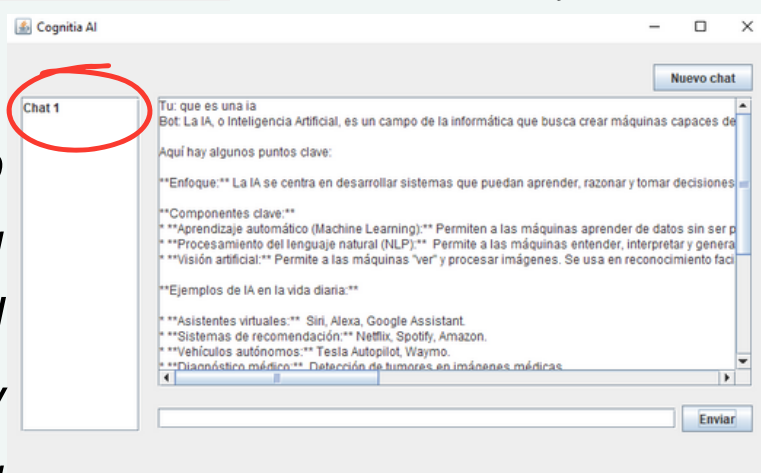 Cognitia AI
Nuevo chat
Chat 1
Tu: que es una ia
Bot: La IA, o Inteligencia Artificial, es un campo de la informática que busca crear máquinas capaces de
Aquí hay algunos puntos clave:
**Enfoque:** La IA se centra en desarrollar sistemas que puedan aprender, razonar y tomar decisiones
**Componentes clave:**
* **Aprendizaje automático (Machine Learning):** Permiten a las máquinas aprender de datos sin ser p
* **Procesamiento del lenguaje natural (NLP):** Permite a las máquinas entender, interpretar y genera
* **Visión artificial:** Permite a las máquinas "ver" y procesar imágenes. Se usa en reconocimiento faci
**Ejemplos de IA en la vida diaria:**
* **Asistentes virtuales:** Siri, Alexa, Google Assistant.
* **Sistemas de recomendación:** Netflix, Spotify, Amazon.
* **Vehículos autónomos:** Tesla Autopilot, Waymo.
* **Diagnóstico médico:** Detección de tumores en imágenes médicas.
Enviar